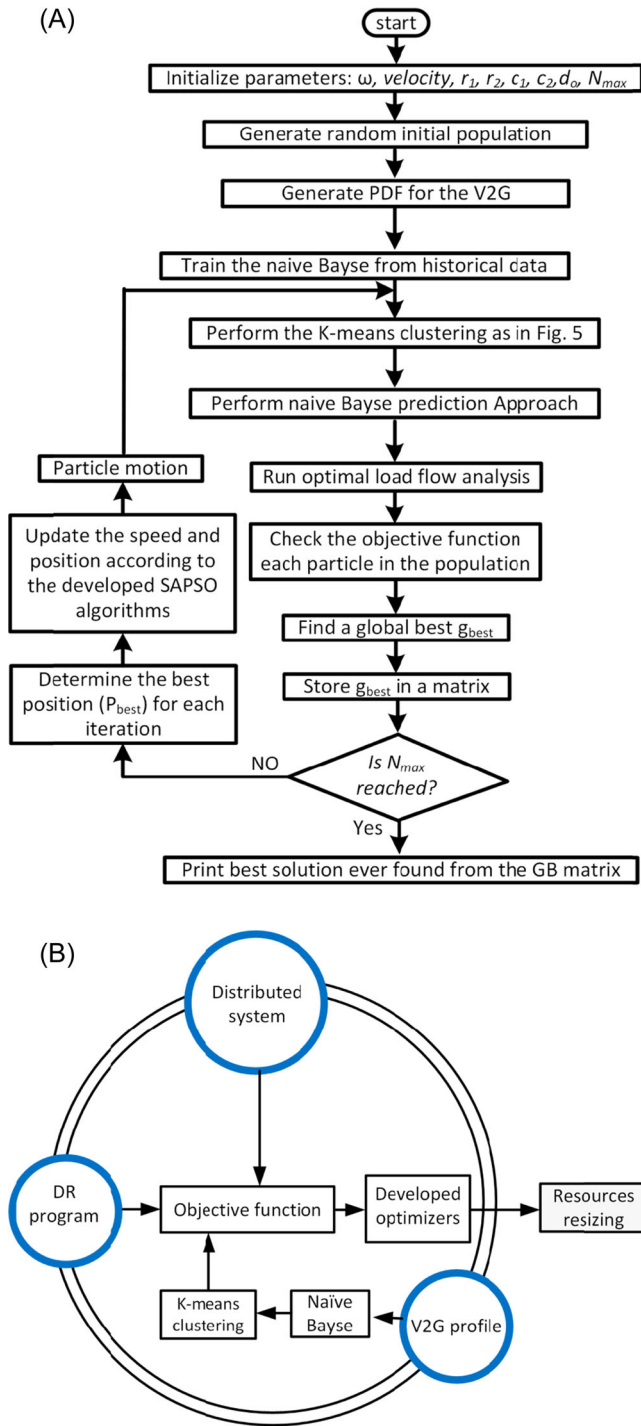 (A)
start
Initialize parameters: ω, velocity, r1, r2, c1, c2,do, Nmax
Generate random initial population
Generate PDF for the V2G
Train the naive Bayse from historical data
Perform the K-means clustering as in Fig. 5
Perform naive Bayse prediction Approach
Run optimal load flow analysis
Check the objective function
each particle in the population
Find a global best gbest
Store gbest in a matrix
Is Nmax
reached?
NO
Yes
Determine the best
position (Pbest) for each
iteration
Update the speed and
position according to
the developed SAPSO
algorithms
Particle motion
Print best solution ever found from the GB matrix
(B)
Distributed
system
DR
program
Objective function
Developed
optimizers
Resources
resizing
K-means
clustering
Naïve
Bayse
V2G profile